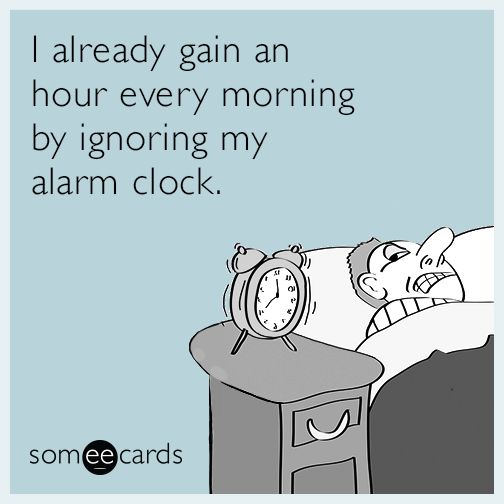 I already gain an
hour every morning
by ignoring my
alarm clock.
someecards